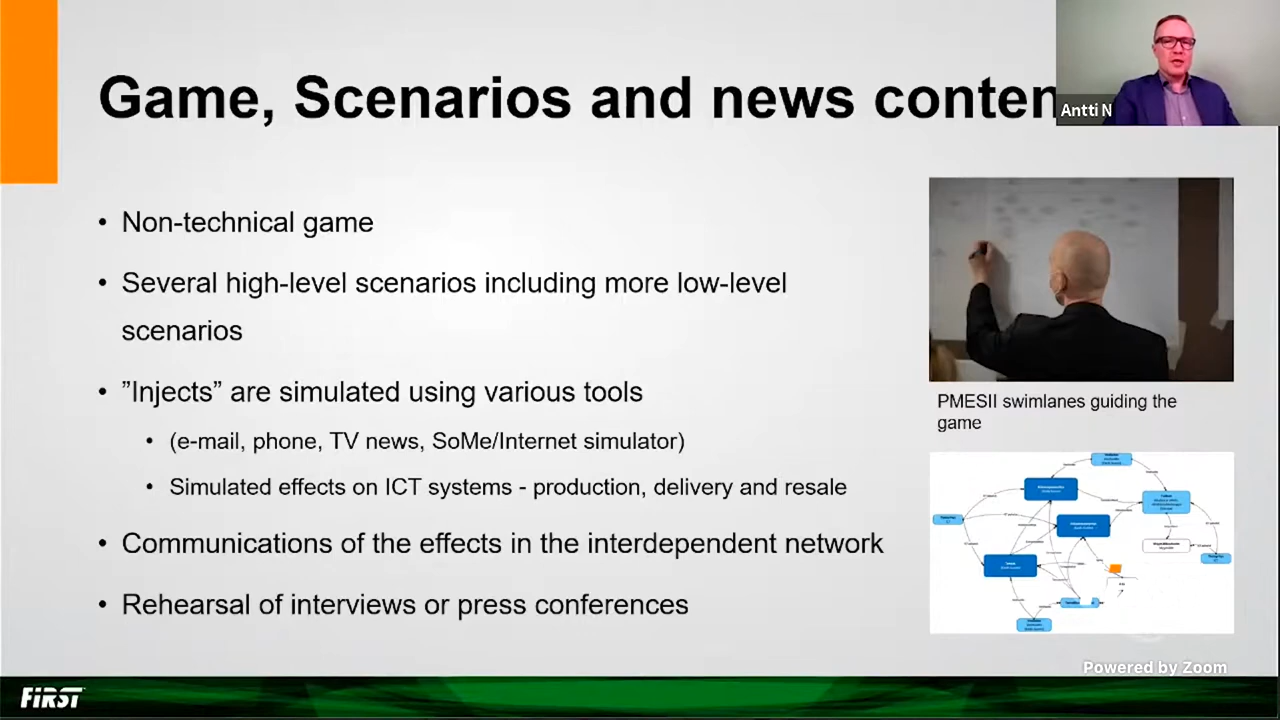 Game, Scenarios and news conten
Antti N
• Non-technical game
• Several high-level scenarios including more low-level
scenarios
• ”Injects” are simulated using various tools
• (e-mail, phone, TV news, SoMe/Internet simulator)
• Simulated effects on ICT systems - production, delivery and resale
• Communications of the effects in the interdependent network
• Rehearsal of interviews or press conferences
PMESII swimlanes guiding the
game
Powered by Zoom
FIRST